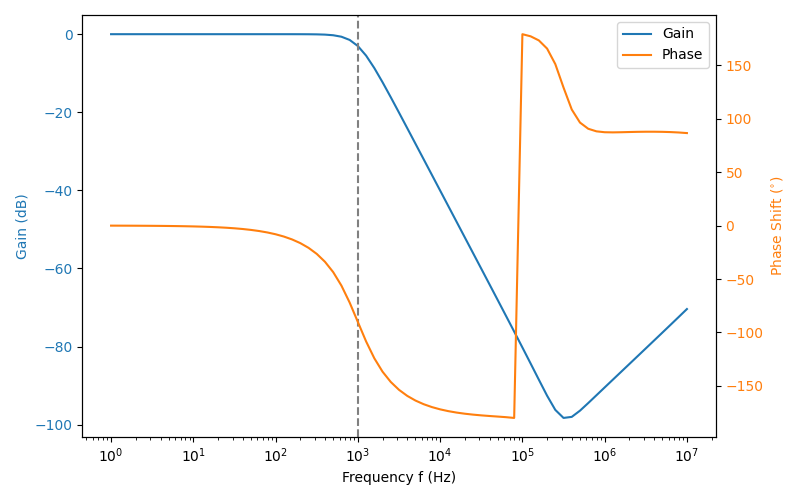 Gain
Phase
0
−20
−40
−60
−80
−100
Gain (dB)
150
100
50
0
−50
−100
−150
Phase Shift (°)
10⁰ 10¹ 10² 10³ 10⁴ 10⁵ 10⁶ 10⁷
Frequency f (Hz)